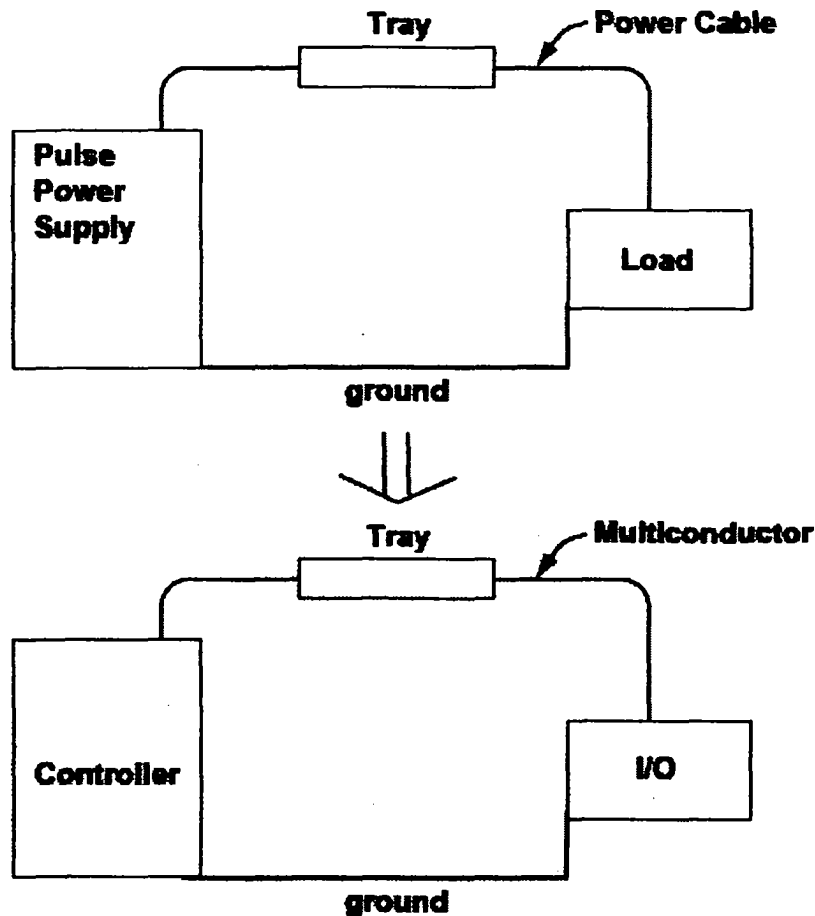 Tray
Power Cable
Pulse
Power
Supply
Load
ground
Tray
Multiconductor
Controller
I/O
ground